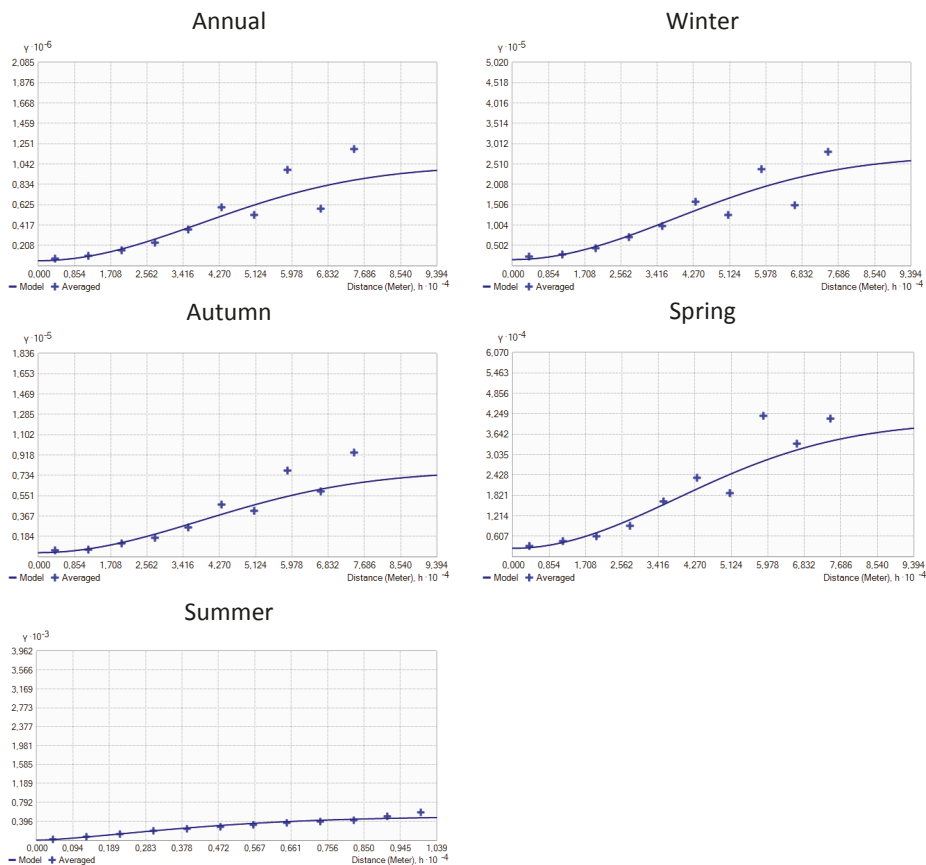 Annual
γ · 10 -6
2,085
1,876
1,668
1,459
1,251
1,042
0,834
0,625
0,417
0,208
0,000 0,854 1,708 2,562 3,416 4,270 5,124 5,978 6,832 7,686 8,540 9,394
Model Averaged Distance (Meter), h · 10 -4
Winter
γ · 10 -5
5,020
4,518
4,016
3,514
3,012
2,510
2,008
1,506
1,004
0,502
0,000 0,854 1,708 2,562 3,416 4,270 5,124 5,978 6,832 7,686 8,540 9,394
Model Averaged Distance (Meter), h · 10 -4
Autumn
γ · 10 -5
1,836
1,653
1,469
1,285
1,102
0,918
0,734
0,551
0,367
0,184
0,000 0,854 1,708 2,562 3,416 4,270 5,124 5,978 6,832 7,686 8,540 9,394
Model Averaged Distance (Meter), h · 10 -4
Spring
γ · 10 -4
6,070
5,463
4,856
4,249
3,642
3,035
2,428
1,821
1,214
0,607
0,000 0,854 1,708 2,562 3,416 4,270 5,124 5,978 6,832 7,686 8,540 9,394
Model Averaged Distance (Meter), h · 10 -4
Summer
γ · 10 -3
3,962
3,566
3,169
2,773
2,377
1,981
1,585
1,189
0,792
0,396
0,000 0,094 0,189 0,283 0,378 0,472 0,567 0,661 0,756 0,850 0,945 1,039
Model Averaged Distance (Meter), h · 10 -4